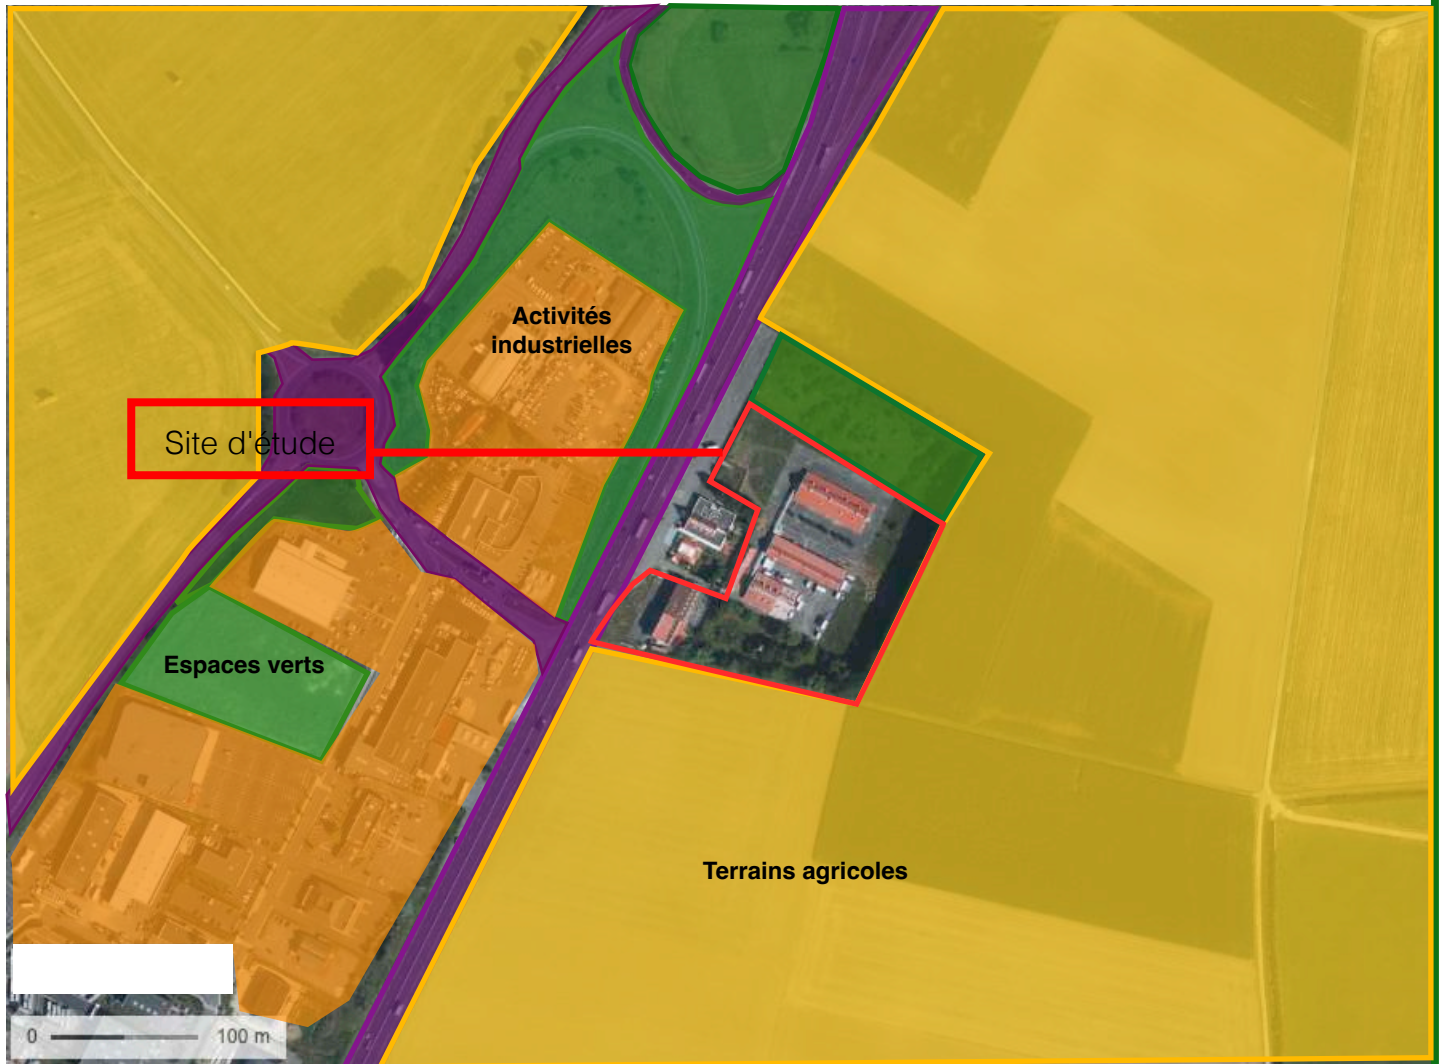 Activités
industrielles
Site d'étude
Espaces verts
Terrains agricoles
0 100 m